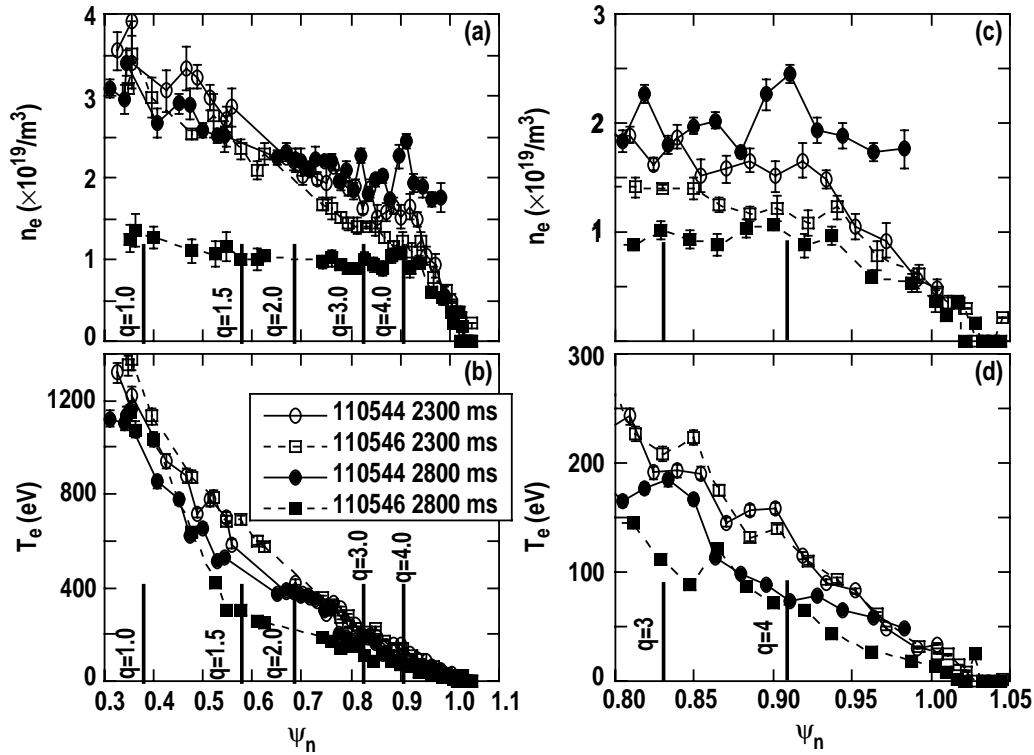 (a)
n_e (×10^19/m^3)
4
3
2
1
0
q=1.0
q=1.5
q=2.0
q=3.0
q=4.0
(c)
n_e (×10^19/m^3)
3
2
1
0
(b)
T_e (eV)
1200
800
400
0
110544 2300 ms
110546 2300 ms
110544 2800 ms
110546 2800 ms
q=1.0
q=1.5
q=2.0
q=3.0
q=4.0
0.3 0.4 0.5 0.6 0.7 0.8 0.9 1.0 1.1
ψ_n
(d)
T_e (eV)
300
200
100
0
q=3
q=4
0.80 0.85 0.90 0.95 1.00 1.05
ψ_n